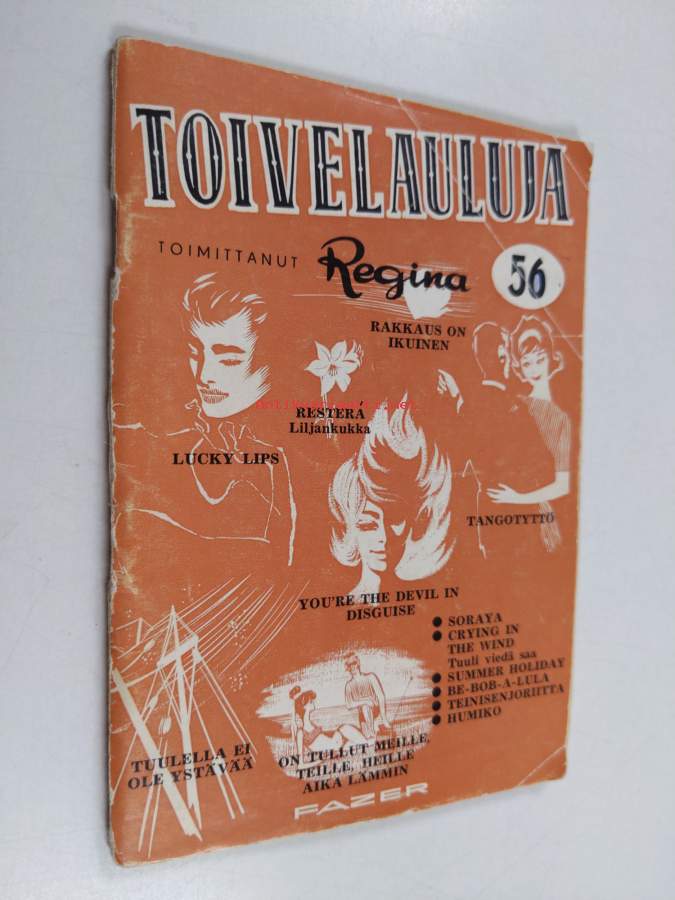 TOIVELAULUJA
TOIMITTANUT Regina 56
RAKKAUS ON
IKUINEN
RESTERÁ
Liljankukka
LUCKY LIPS
TANGOTYTTÖ
YOU'RE THE DEVIL IN
DISGUISE
● SORAYA
● CRYING IN
THE WIND
Tuuli viedä saa
● SUMMER HOLIDAY
● BE-BOB-A-LULA
● TEINISENJORIITTA
● HUMIKO
TUULELLA EI
OLE YSTÄVÄÄ
ON TULLUT MEILLE,
TEILLE, HEILLE
AIKA LÄMMIN
FAZER